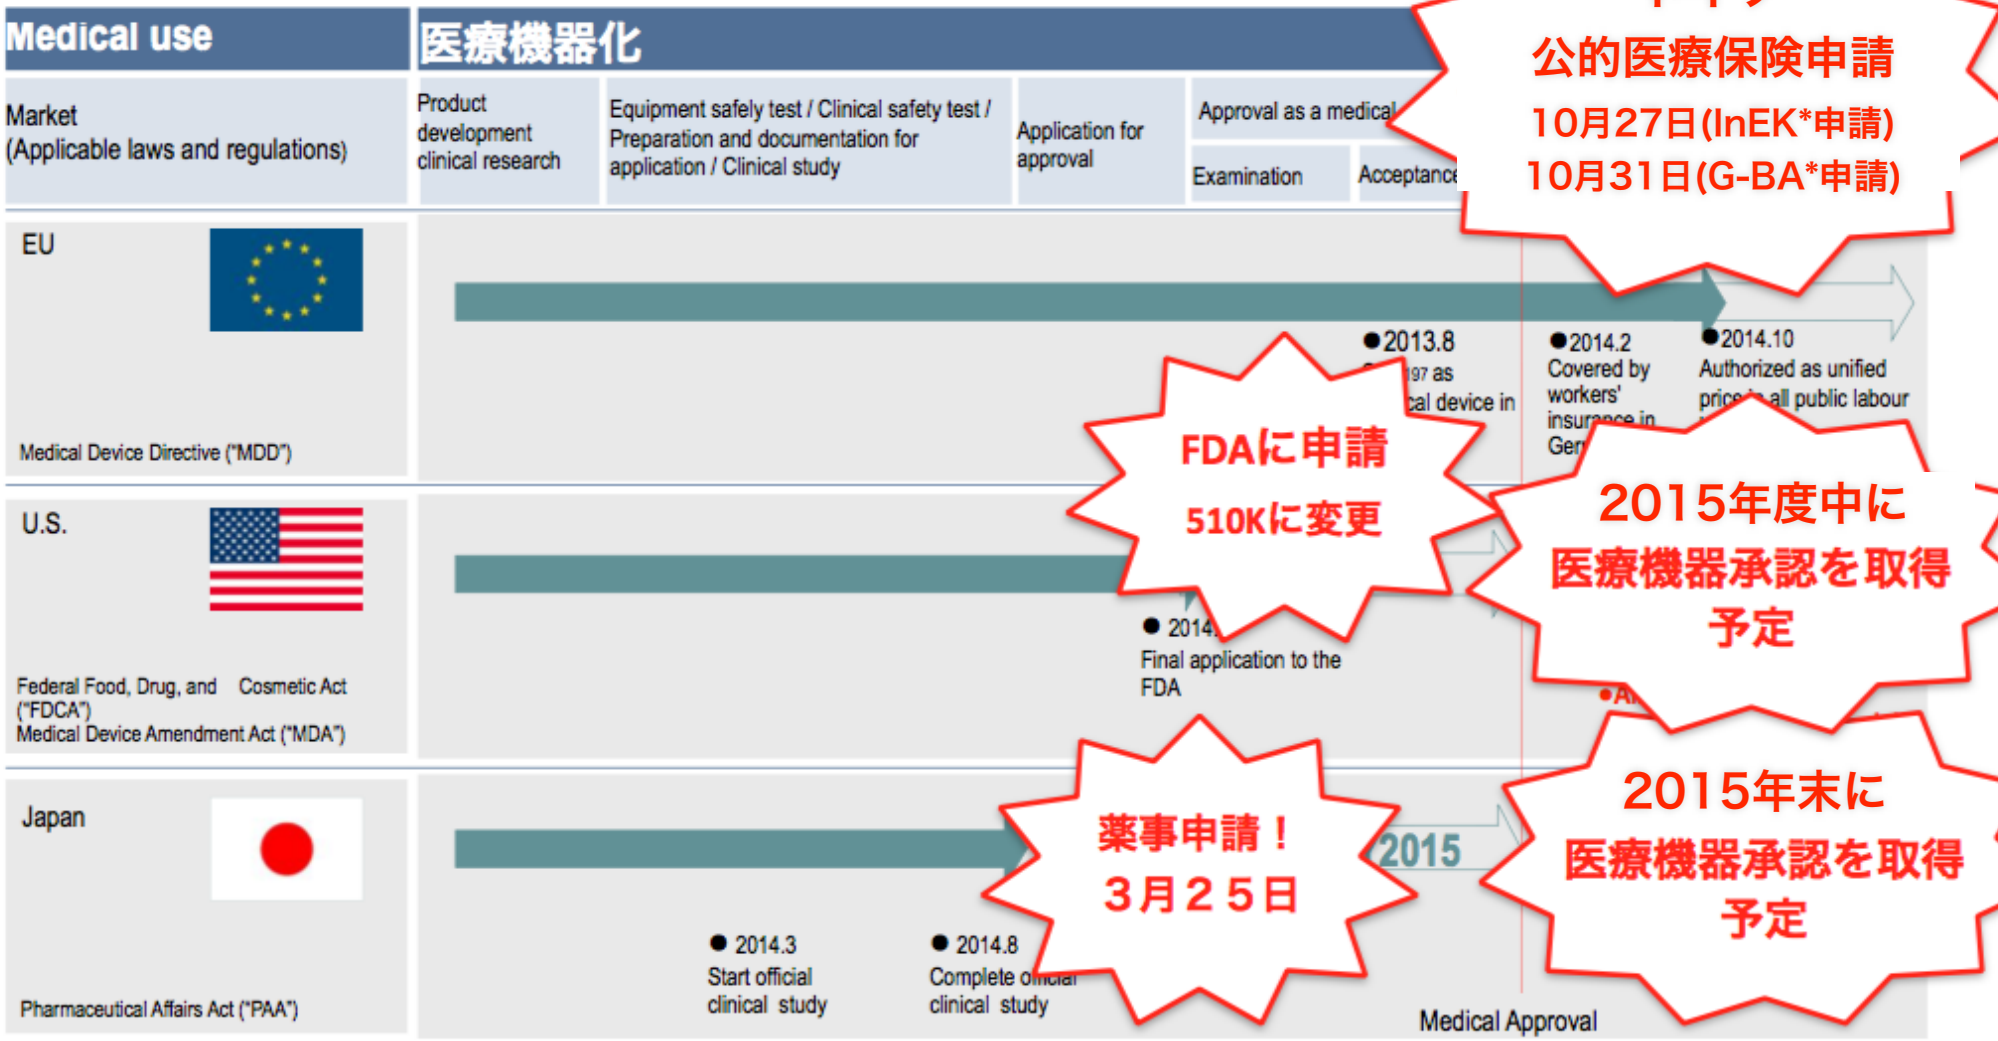 Medical use
医療機器化
Market
(Applicable laws and regulations)
Product
development
clinical research
Equipment safely test / Clinical safety test /
Preparation and documentation for
application / Clinical study
Application for
approval
Approval as a medical
Examination
Acceptance
公的医療保険申請
10月27日(InEK*申請)
10月31日(G-BA*申請)
EU
Medical Device Directive ("MDD")
●2013.8
197 as
cal device in
●2014.2
Covered by
workers'
insurance in
●2014.10
Authorized as unified
all public labour
FDAに申請
510Kに変更
2015年度中に
医療機器承認を取得
予定
U.S.
Federal Food, Drug, and Cosmetic Act
("FDCA")
Medical Device Amendment Act ("MDA")
● 2014.
Final application to the
FDA
Japan
Pharmaceutical Affairs Act ("PAA")
● 2014.3
Start official
clinical study
● 2014.8
Complete official
clinical study
薬事申請！
３月２５日
2015
2015年末に
医療機器承認を取得
予定
Medical Approval